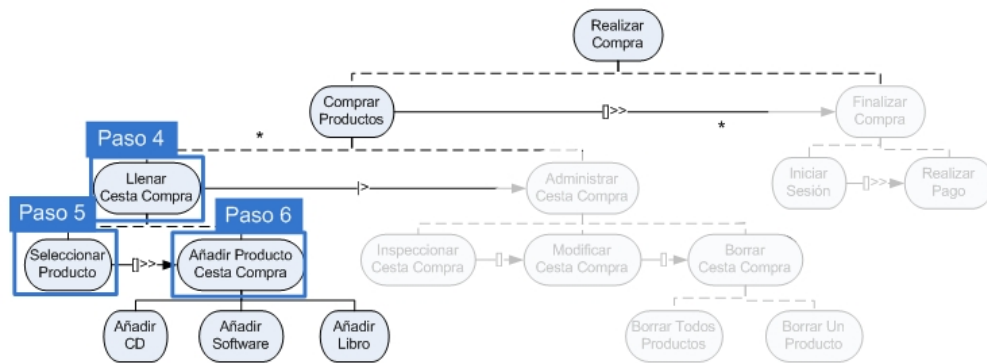 Realizar
Compra
Comprar
Productos
[]>>
*
Finalizar
Compra
Paso 4
*
Llenar
Cesta Compra
|>
Administrar
Cesta Compra
Iniciar
Sesión
[]>>
Realizar
Pago
Paso 5
Paso 6
Seleccionar
Producto
[]>>
Añadir Producto
Cesta Compra
Inspeccionar
Cesta Compra
[]
Modificar
Cesta Compra
[]
Borrar
Cesta Compra
Añadir
CD
Añadir
Software
Añadir
Libro
Borrar Todos
Productos
Borrar Un
Producto